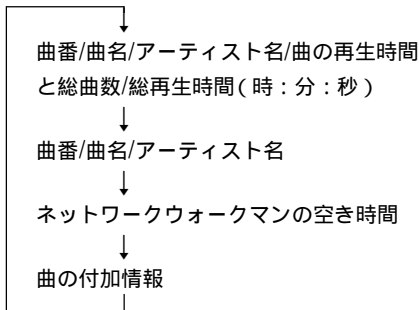 曲番/曲名/アーティスト名/曲の再生時間
と総曲数/総再生時間(時:分:秒)
曲番/曲名/アーティスト名
ネットワークウォークマンの空き時間
曲の付加情報